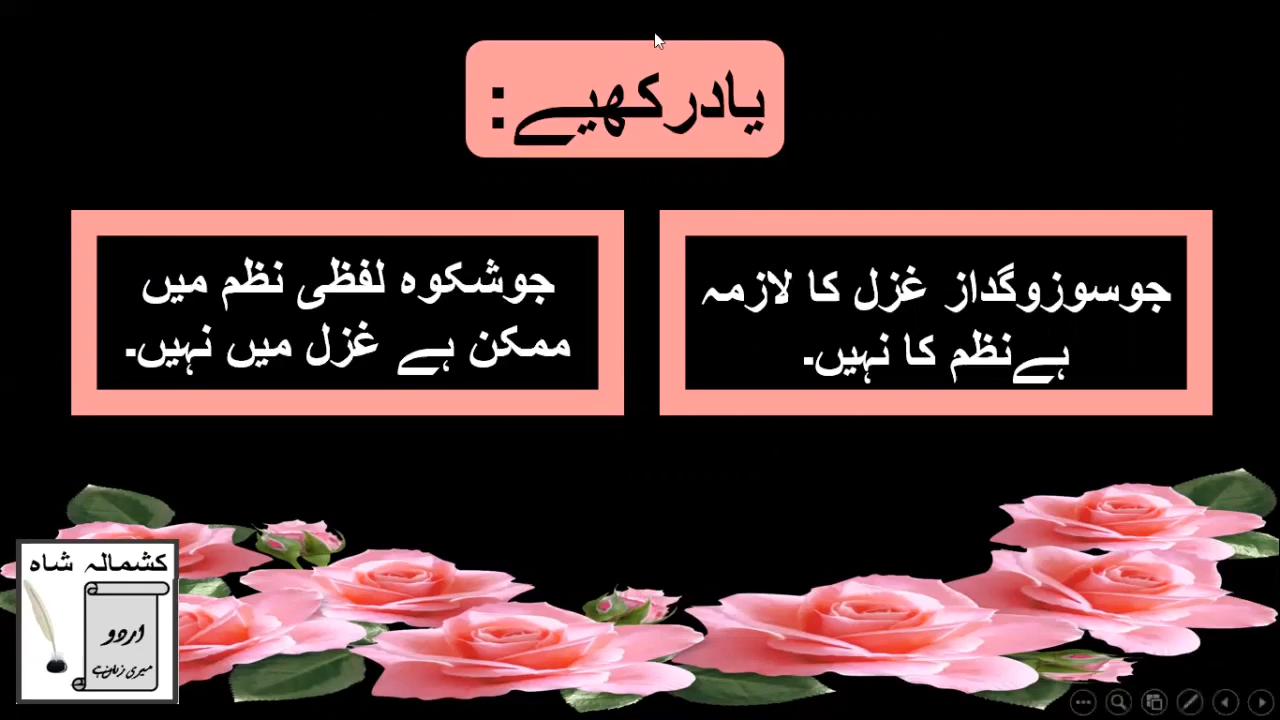 یادرکھیے:
جوسوزوگداز غزل کا لازمہ
ہےنظم کا نہیں۔
جوشکوہ لفظی نظم میں
ممکن ہے غزل میں نہیں۔
کشمالہ شاہ
اردو
میری زبان ہے